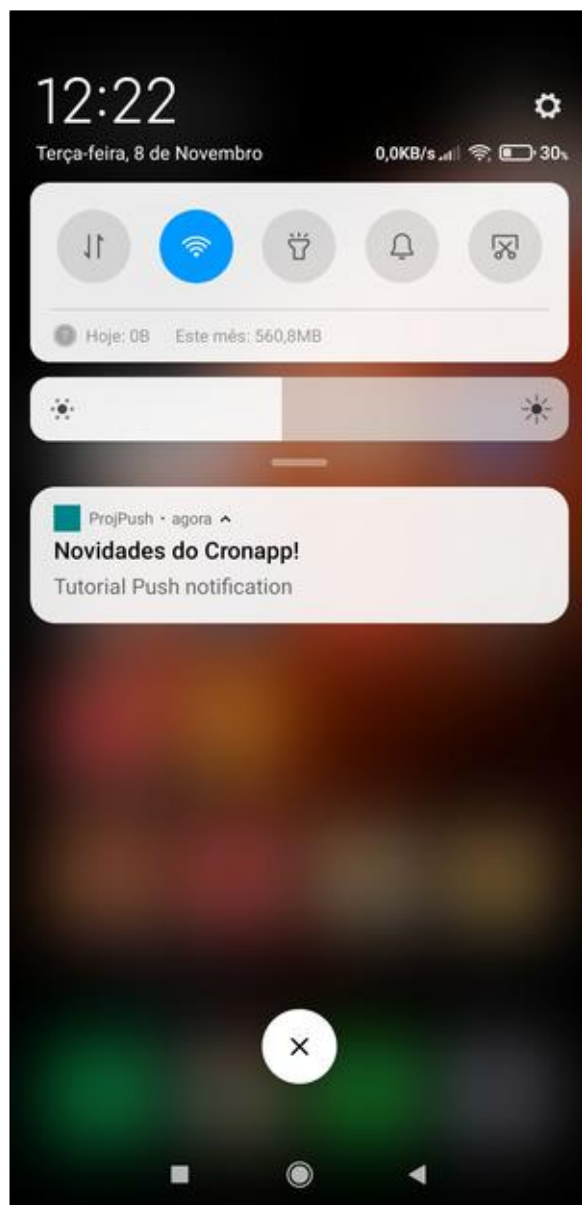 12:22
Terça-feira, 8 de Novembro 0,0KB/s 30%
Hoje: 0B Este mês: 560,8MB
ProjPush • agora
Novidades do Cronapp!
Tutorial Push notification